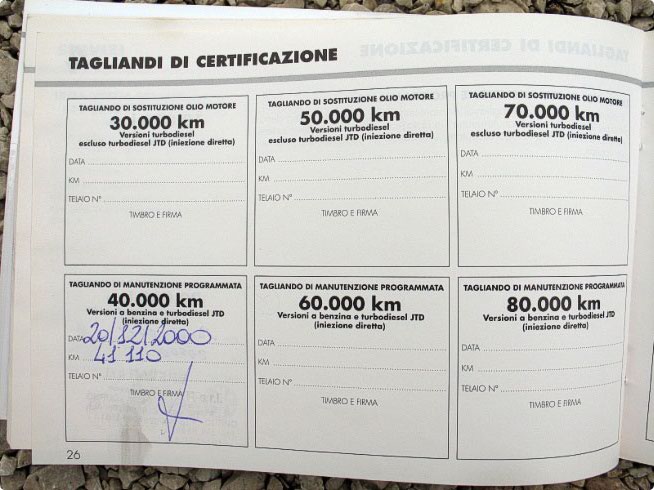 TAGLIANDI DI CERTIFICAZIONE
TAGLIANDO DI SOSTITUZIONE OLIO MOTORE
30.000 km
Versioni turbodiesel
escluso turbodiesel JTD (iniezione diretta)
DATA
KM
TELAIO N°
TIMBRO E FIRMA
TAGLIANDO DI SOSTITUZIONE OLIO MOTORE
50.000 km
Versioni turbodiesel
escluso turbodiesel JTD (iniezione diretta)
DATA
KM
TELAIO N°
TIMBRO E FIRMA
TAGLIANDO DI SOSTITUZIONE OLIO MOTORE
70.000 km
Versioni turbodiesel
escluso turbodiesel JTD (iniezione diretta)
DATA
KM
TELAIO N°
TIMBRO E FIRMA
TAGLIANDO DI MANUTENZIONE PROGRAMMATA
40.000 km
Versioni a benzina e turbodiesel JTD
(iniezione diretta)
DATA 20/12/2000
KM 41 110
TELAIO N°
TIMBRO E FIRMA
TAGLIANDO DI MANUTENZIONE PROGRAMMATA
60.000 km
Versioni a benzina e turbodiesel JTD
(iniezione diretta)
DATA
KM
TELAIO N°
TIMBRO E FIRMA
TAGLIANDO DI MANUTENZIONE PROGRAMMATA
80.000 km
Versioni a benzina e turbodiesel JTD
(iniezione diretta)
DATA
KM
TELAIO N°
TIMBRO E FIRMA
26